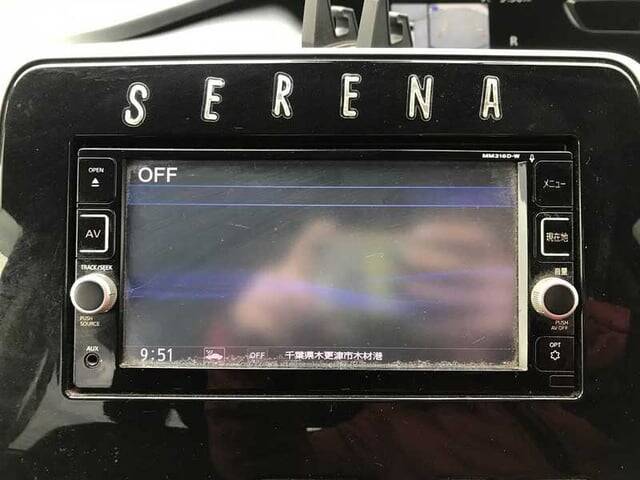 SERENA
MM316D-W
OPEN
OFF
メニュー
AV
現在地
TRACK/SEEK
音量
PUSH
SOURCE
PUSH
AV OFF
AUX
OPT
9:51
OFF
千葉県木更津市木材港
R